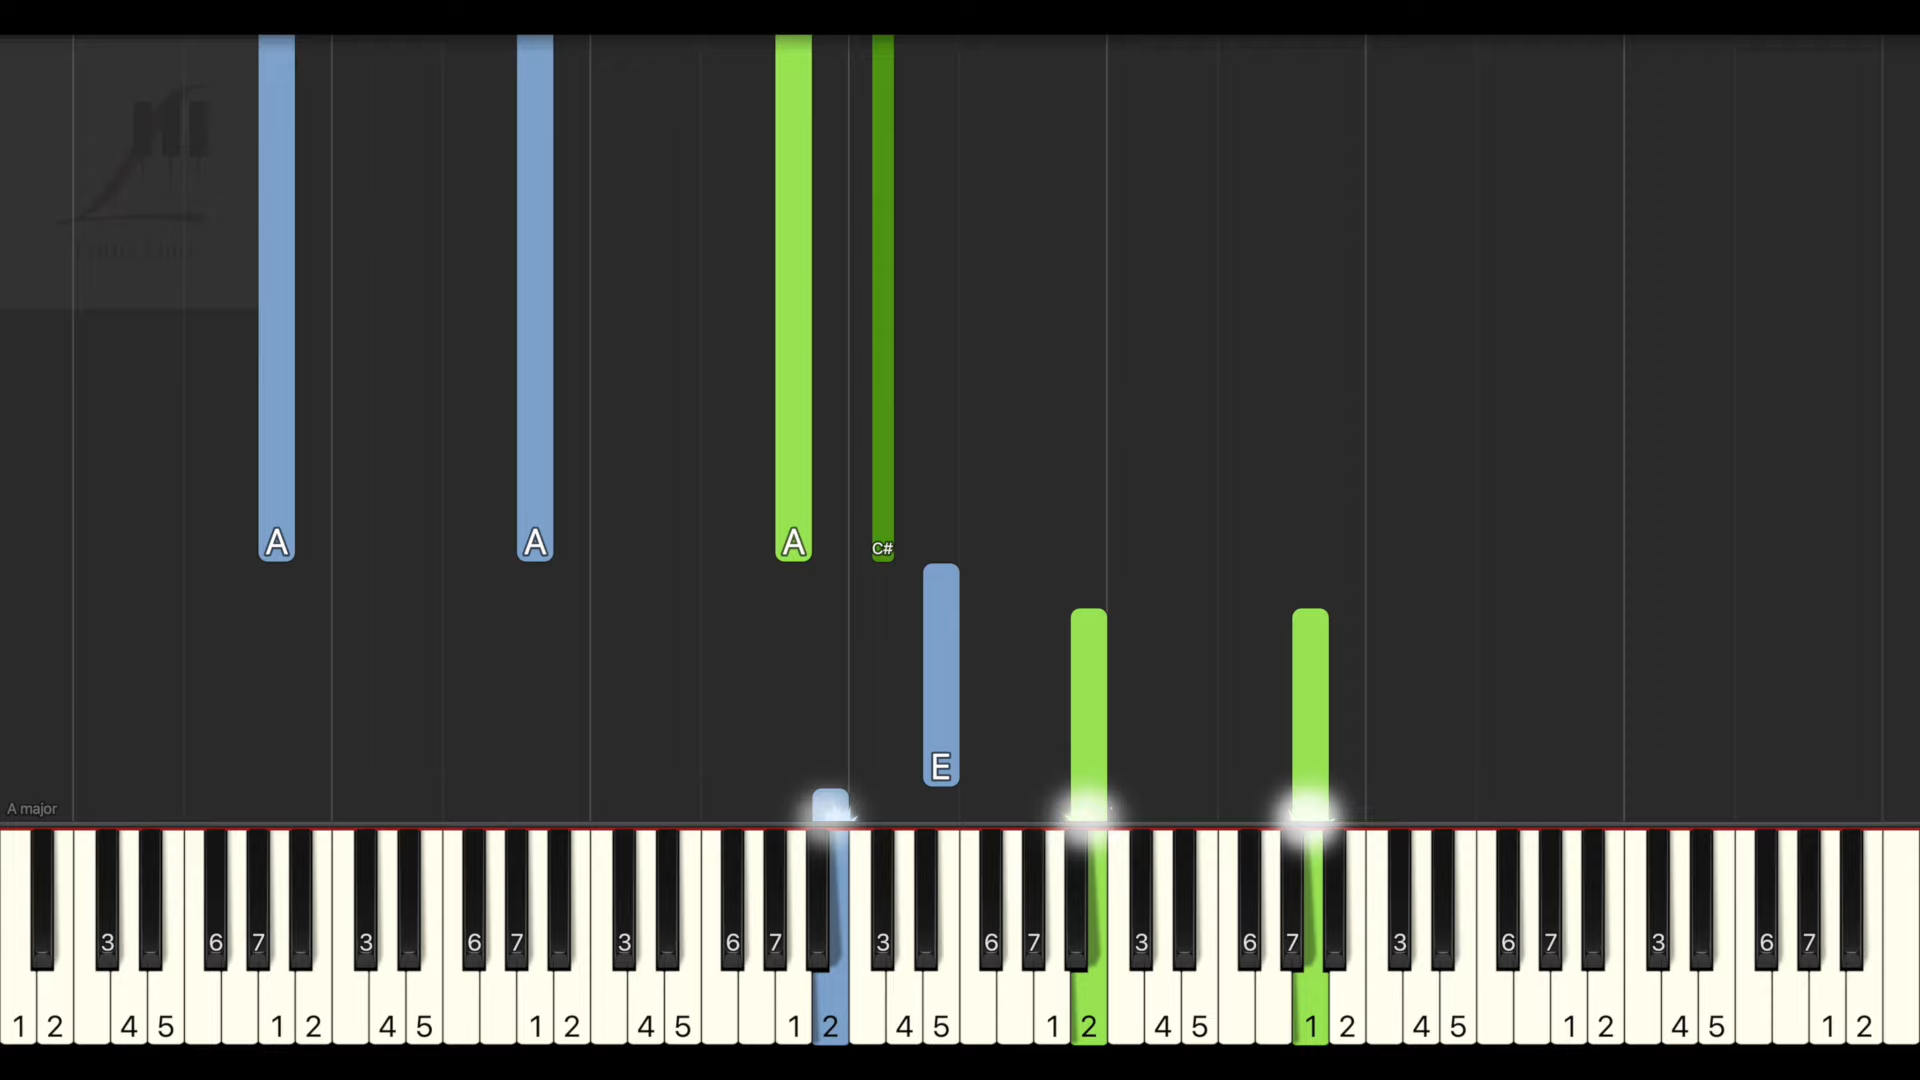 A A A C#
E
A major
3 6 7 3 6 7 3 6 7 3 6 7 3 6 7 3 6 7 3 6 7
1 2 4 5 1 2 4 5 1 2 4 5 1 2 4 5 1 2 4 5 1 2 4 5 1 2 4 5 1 2